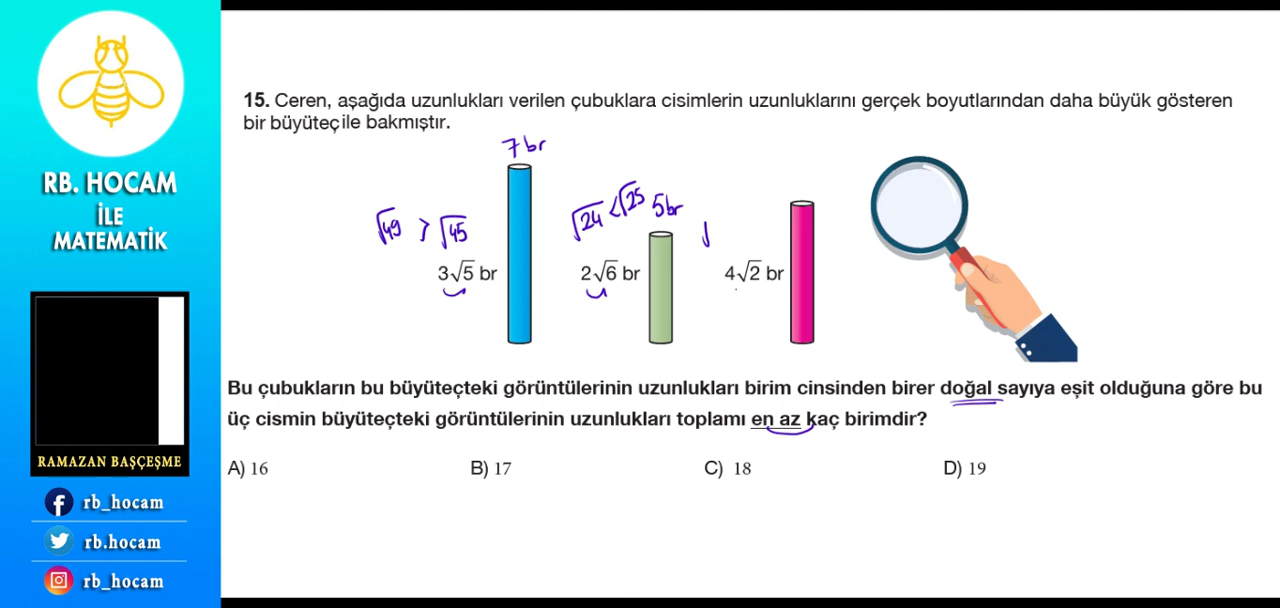 RB. HOCAM
İLE
MATEMATİK
RAMAZAN BAŞÇEŞME
rb_hocam
rb.hocam
rb_hocam
15. Ceren, aşağıda uzunlukları verilen çubuklara cisimlerin uzunluklarını gerçek boyutlarından daha büyük gösteren
bir büyüteç ile bakmıştır.
7 br
√49 > √45
√24 < √25 5br √
3√5 br 2√6 br 4√2 br
Bu çubukların bu büyüteçteki görüntülerinin uzunlukları birim cinsinden birer doğal sayıya eşit olduğuna göre bu
üç cismin büyüteçteki görüntülerinin uzunlukları toplamı en az kaç birimdir?
A) 16 B) 17 C) 18 D) 19